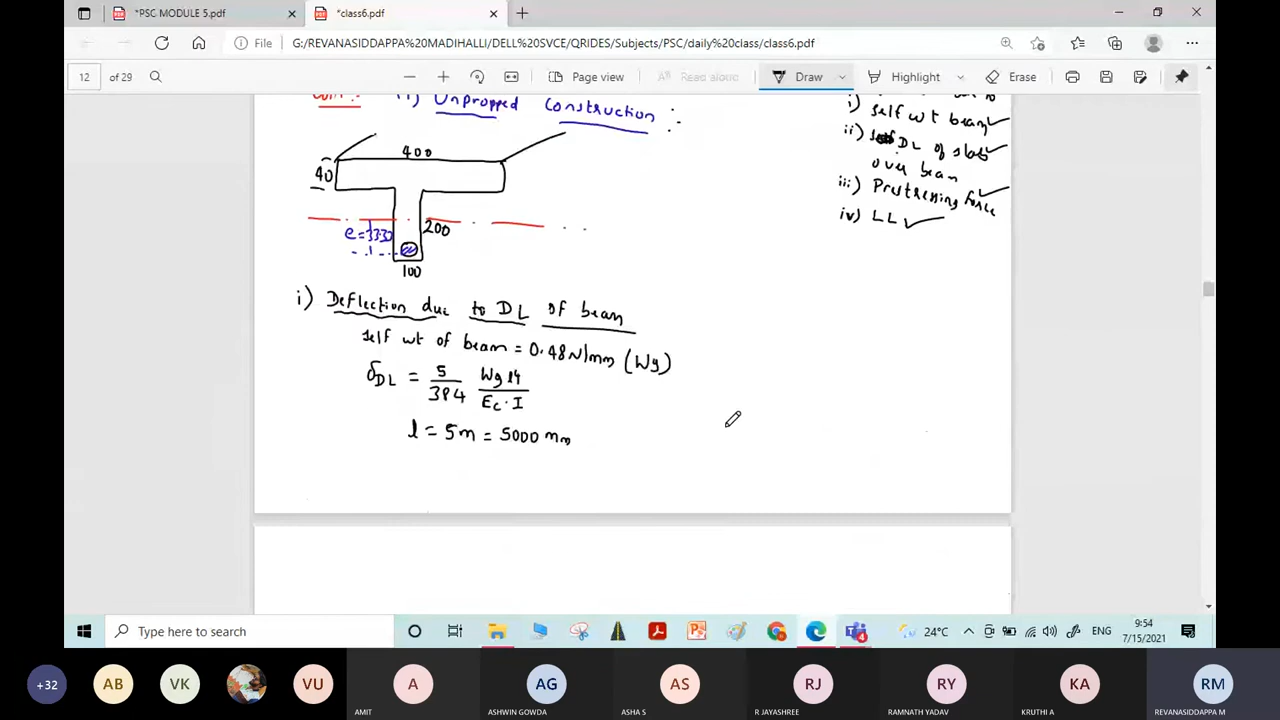 *PSC MODULE 5.pdf
*class6.pdf
File
G:/REVANASIDDAPPA%20MADIHALLI/DELL%20SVCE/QRIDES/Subjects/PSC/daily%20class/class6.pdf
12 of 29
Page view
Read aloud
Draw
Highlight
Erase
Unpropped Construction :-
i) self wt beam
ii) DL of slab
over beam
iii) Prestressing force
iv) LL
400
40
200
e=33.33
100
i) Deflection due to DL of beam
self wt of beam = 0.48 N/mm (Wg)
δDL = 5/384 Wg l4/Ec·I
l = 5m = 5000 mm
Type here to search
24°C
ENG
9:54
7/15/2021
4
+32
AB
VK
VU
A
AG
AS
RJ
RY
KA
RM
AMIT
ASHWIN GOWDA
ASHA S
R JAYASHREE
RAMNATH YADAV
KRUTHI A
REVANASIDDAPPA M